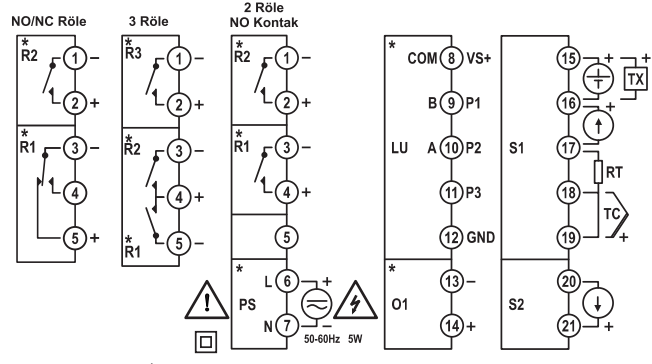 NO/NC Röle
3 Röle
2 Röle
NO Kontak
*
R2
1 −
2 +
*
R1
3 −
4
5 +
*
R3
1 −
2 +
*
R2
3 −
4 +
*
R1
5 −
*
R2
1 −
2 +
*
R1
3 −
4 +
5
*
PS
L 6 +
N 7 −
50-60Hz 5W
*
LU
COM 8 VS+
B 9 P1
A 10 P2
11 P3
12 GND
*
O1
13 −
14 +
S1
15 + +
TX
16 − −
+
17 −
RT
18 −
TC
19 +
S2
20 −
21 +